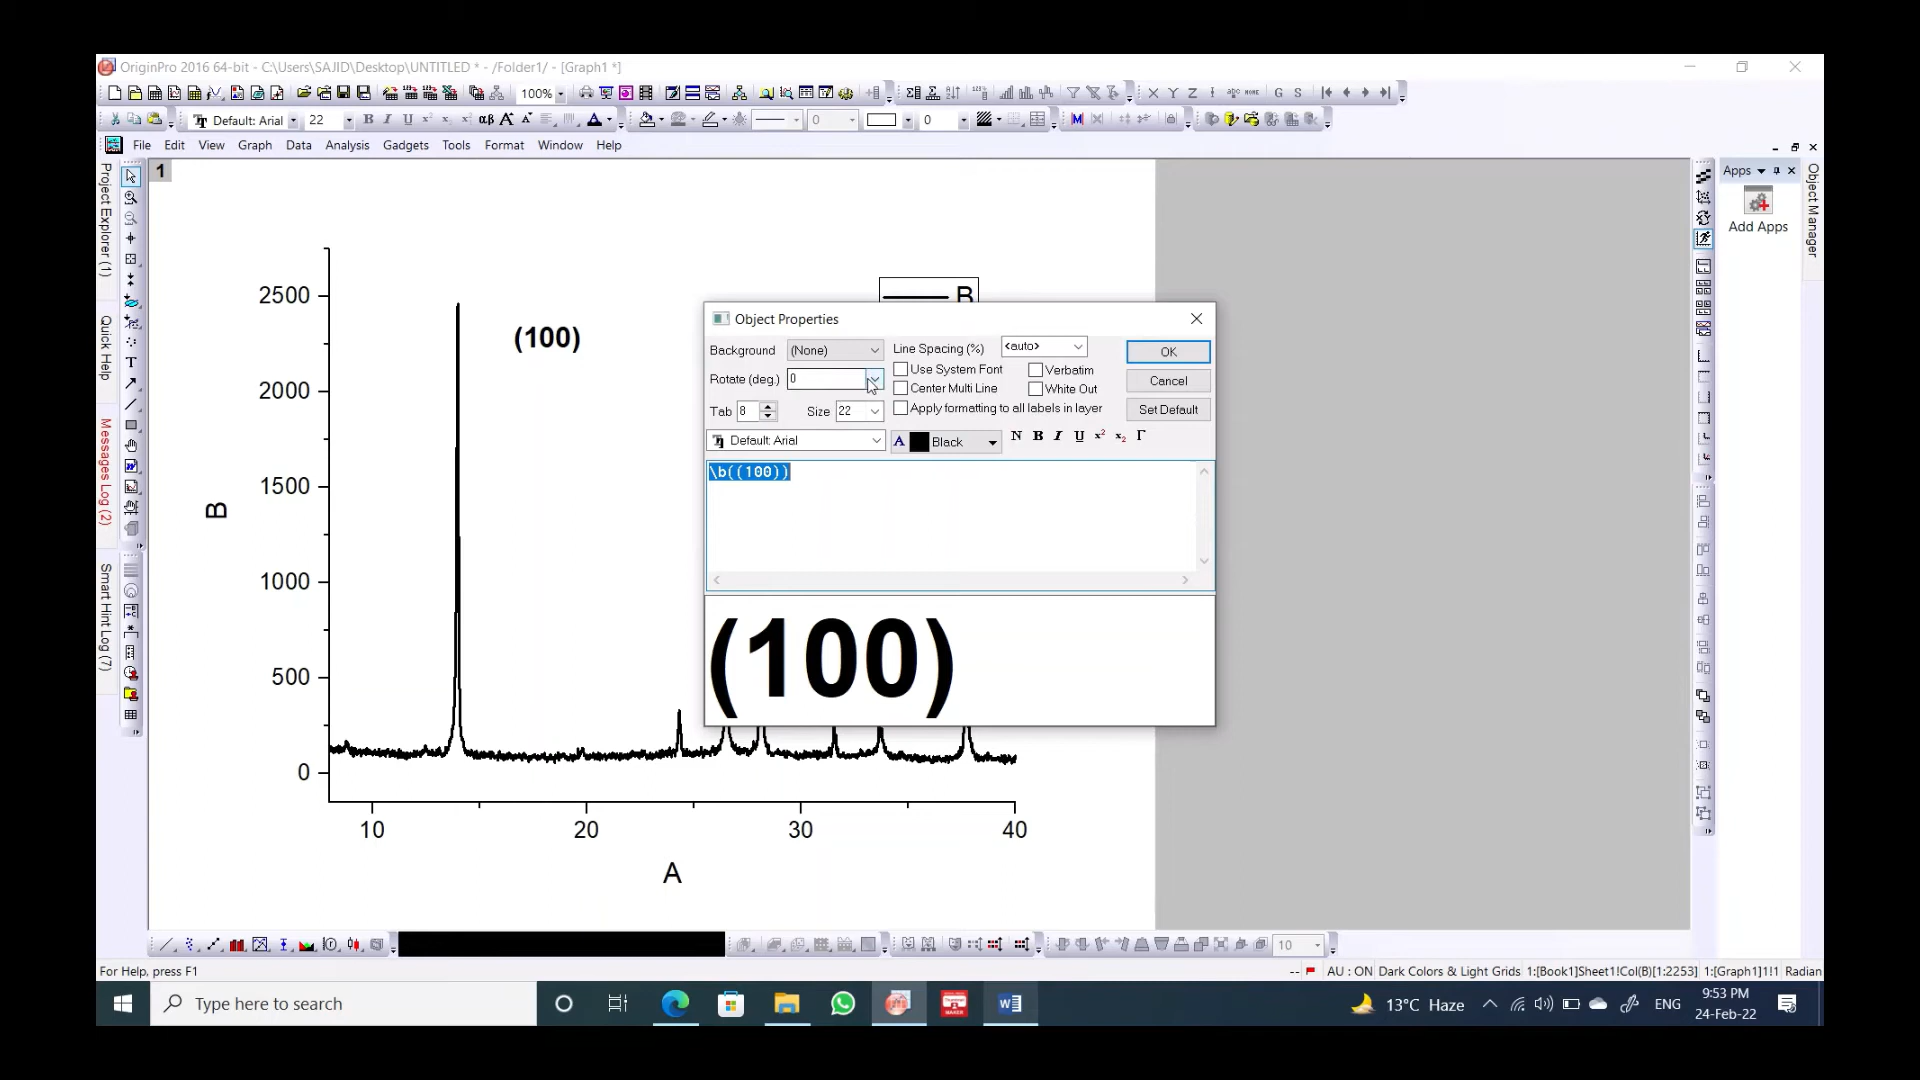 OriginPro 2016 64-bit - C:\Users\SAJID\Desktop\UNTITLED * - /Folder1/ - [Graph1 *]
100%
Default: Arial 22 B I U αβ A A A 0 0
File Edit View Graph Data Analysis Gadgets Tools Format Window Help
1
Project Explorer (1)
Quick Help
Messages Log (2)
Smart Hint Log (7)
Apps
Add Apps
Object Manager
2500
2000
1500
1000
500
0
B
(100)
B
10 20 30 40
A
Object Properties
Background (None) Line Spacing (%) <auto> OK
Rotate (deg.) 0 Use System Font Verbatim Cancel
Center Multi Line White Out
Tab 8 Size 22 Apply formatting to all labels in layer Set Default
Default: Arial A Black N B I U x² x₂ Γ
\b((100))
(100)
10
For Help, press F1
-- AU : ON Dark Colors & Light Grids 1:[Book1]Sheet1!Col(B)[1:2253] 1:[Graph1]1!1 Radian
Type here to search
13°C Haze ENG 9:53 PM
24-Feb-22